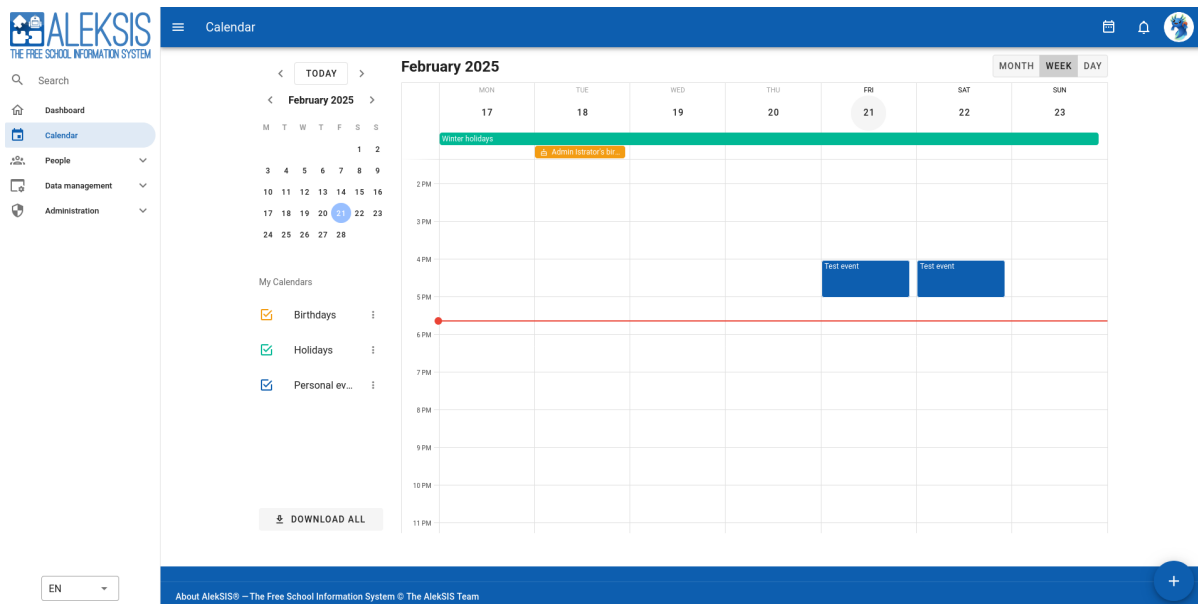 ALEKSIS
THE FREE SCHOOL INFORMATION SYSTEM
Search
Dashboard
Calendar
People
Data management
Administration
EN
Calendar
TODAY
February 2025
M T W T F S S
1 2
3 4 5 6 7 8 9
10 11 12 13 14 15 16
17 18 19 20 21 22 23
24 25 26 27 28
My Calendars
Birthdays
Holidays
Personal ev...
DOWNLOAD ALL
February 2025
MONTH WEEK DAY
MON TUE WED THU FRI SAT SUN
17 18 19 20 21 22 23
Winter holidays
Admin Istrator's bir...
2 PM
3 PM
4 PM
Test event Test event
5 PM
6 PM
7 PM
8 PM
9 PM
10 PM
11 PM
About AlekSIS® — The Free School Information System © The AlekSIS Team